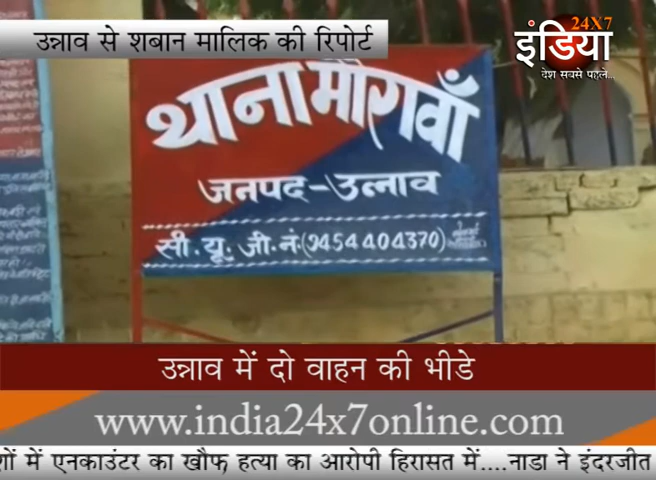 उन्नाव से शबान मालिक की रिपोर्ट
24X7
इंडिया
देश सबसे पहले...
थाना मौरावाँ
जनपद-उन्नाव
सी.यू.जी.नं(9454404370)
उन्नाव में दो वाहन की भीडे
www.india24x7online.com
शों में एनकाउंटर का खौफ, हत्या का आरोपी हिरासत में....नाडा ने इंदरजीत